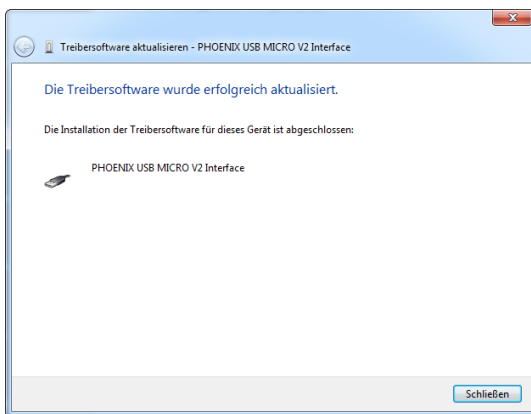 Treibersoftware aktualisieren - PHOENIX USB MICRO V2 Interface
Die Treibersoftware wurde erfolgreich aktualisiert.
Die Installation der Treibersoftware für dieses Gerät ist abgeschlossen:
PHOENIX USB MICRO V2 Interface
Schließen